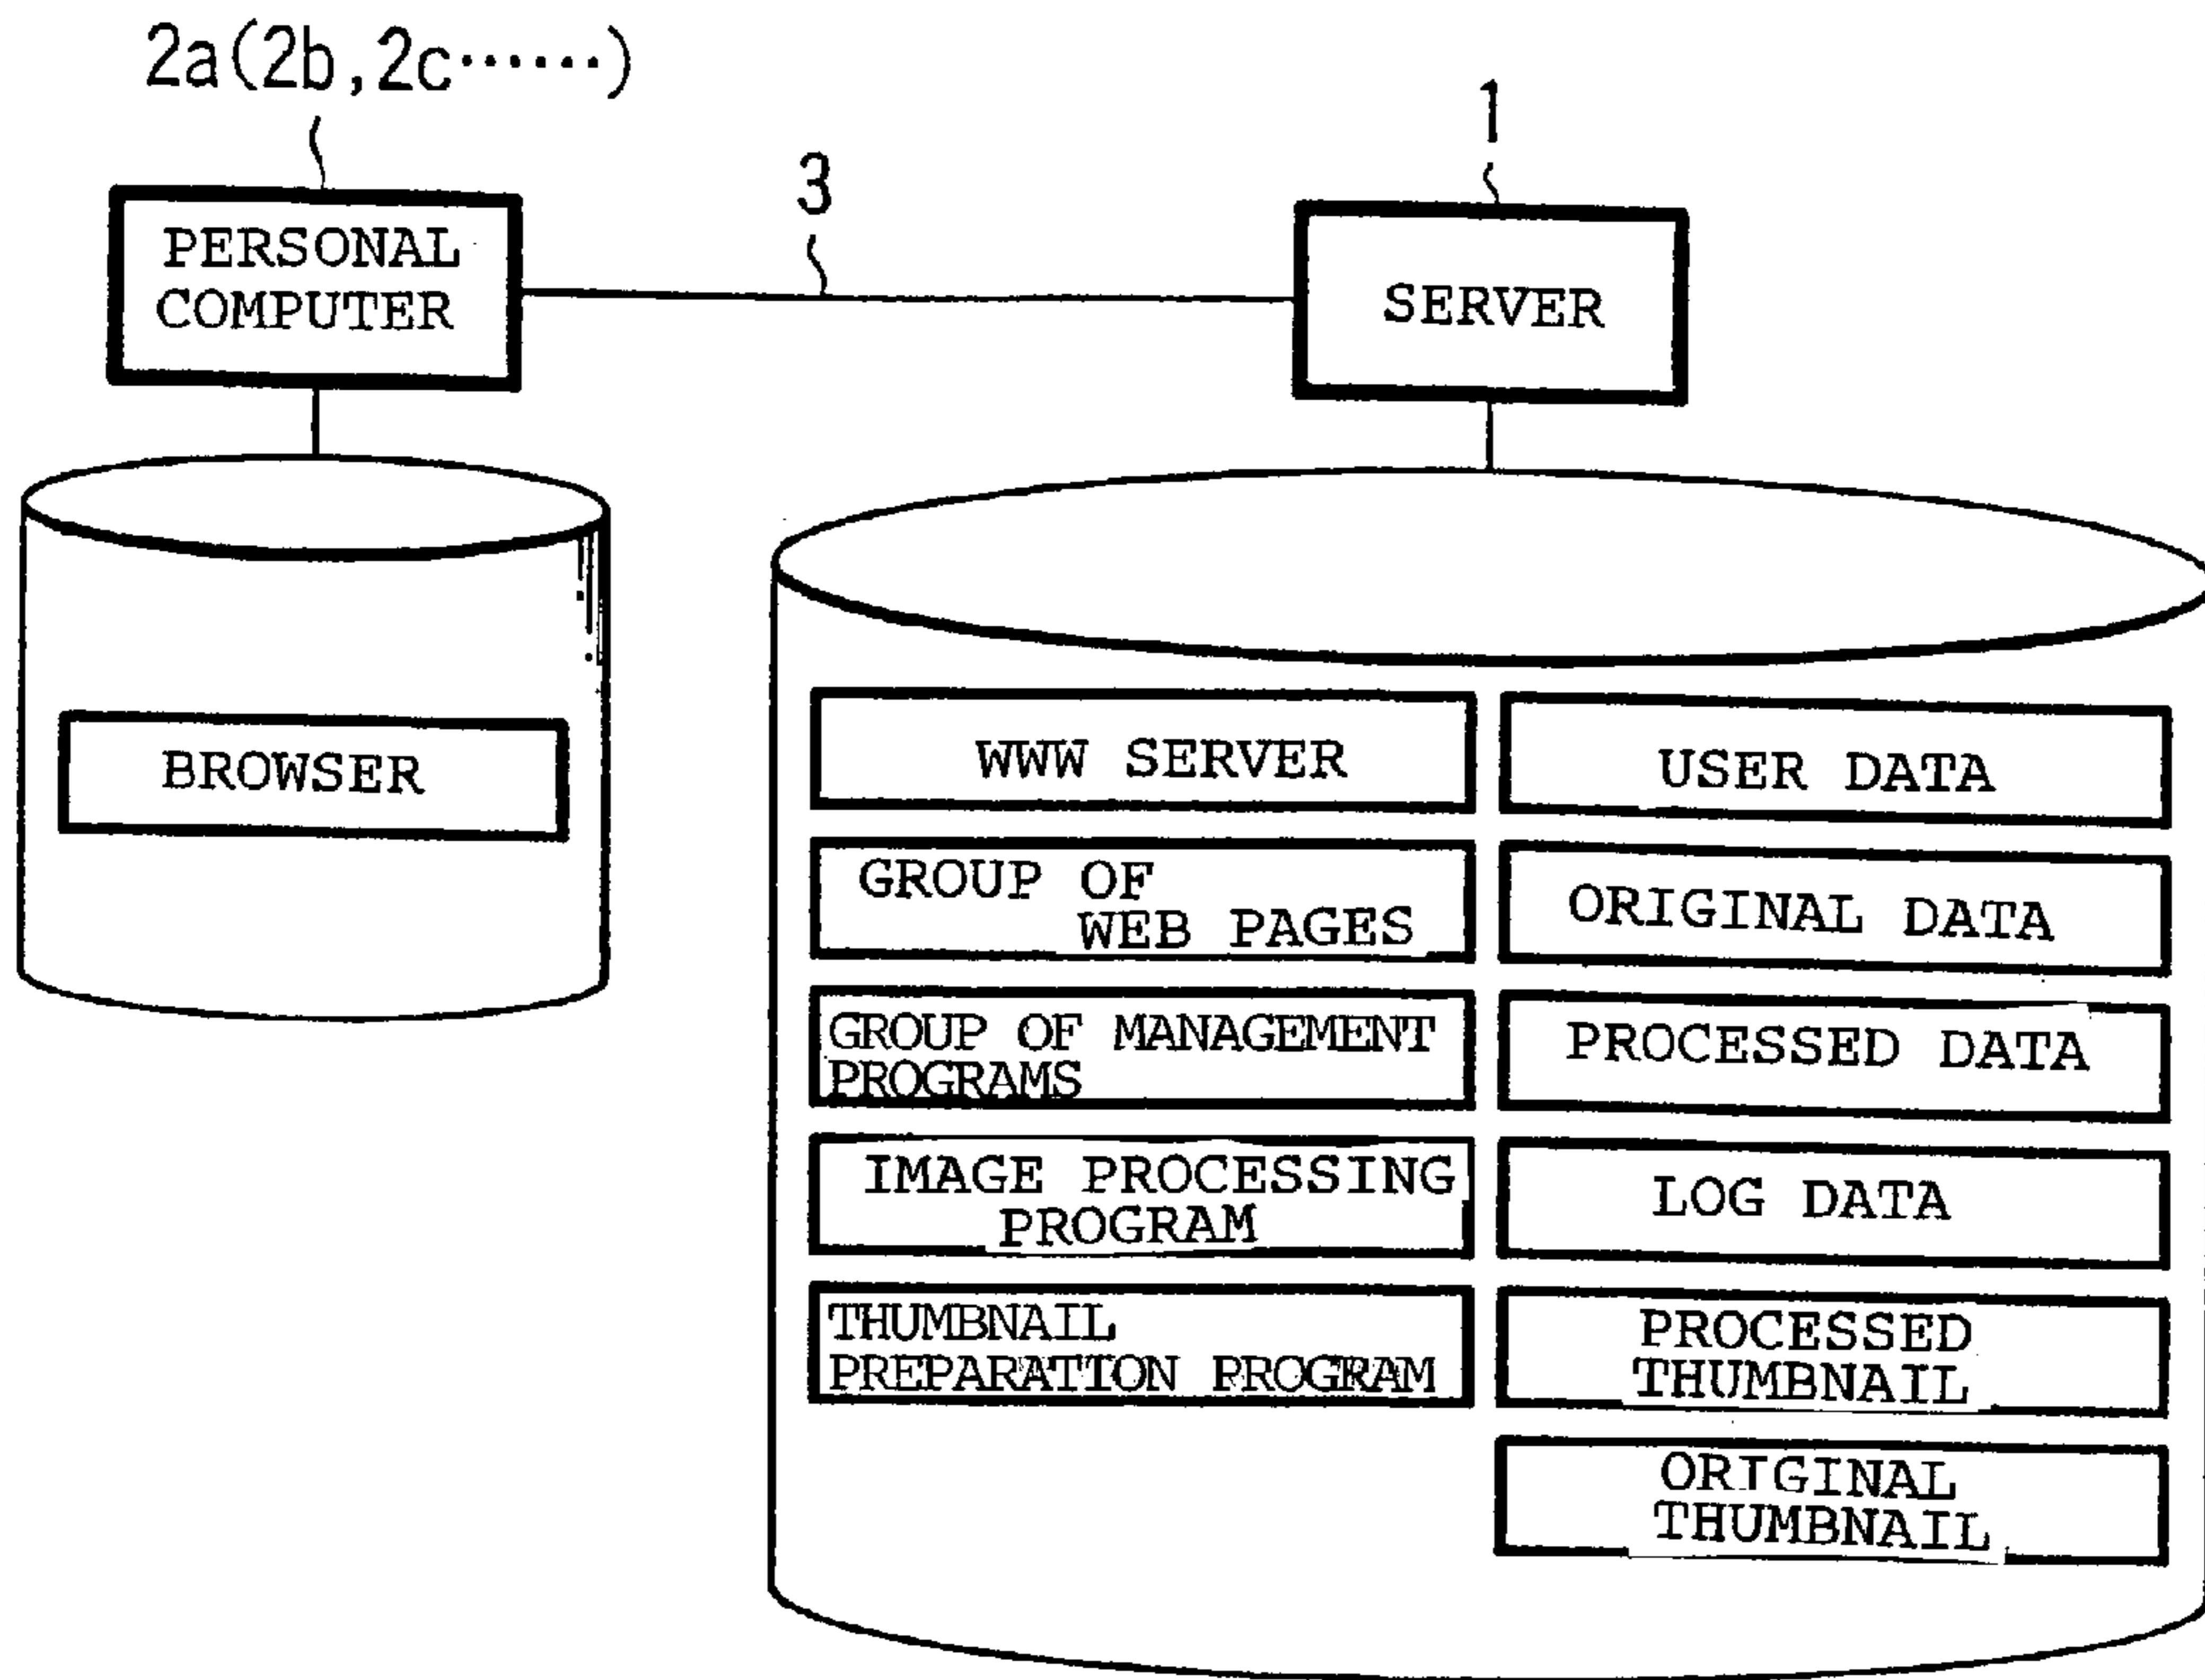 2a(2b,2c······)
1
3
PERSONAL
COMPUTER
SERVER
BROWSER
WWW SERVER
GROUP OF
WEB PAGES
GROUP OF MANAGEMENT
PROGRAMS
IMAGE PROCESSING
PROGRAM
THUMBNAIL
PREPARATION PROGRAM
USER DATA
ORIGINAL DATA
PROCESSED DATA
LOG DATA
PROCESSED
THUMBNAIL
ORIGINAL
THUMBNAIL